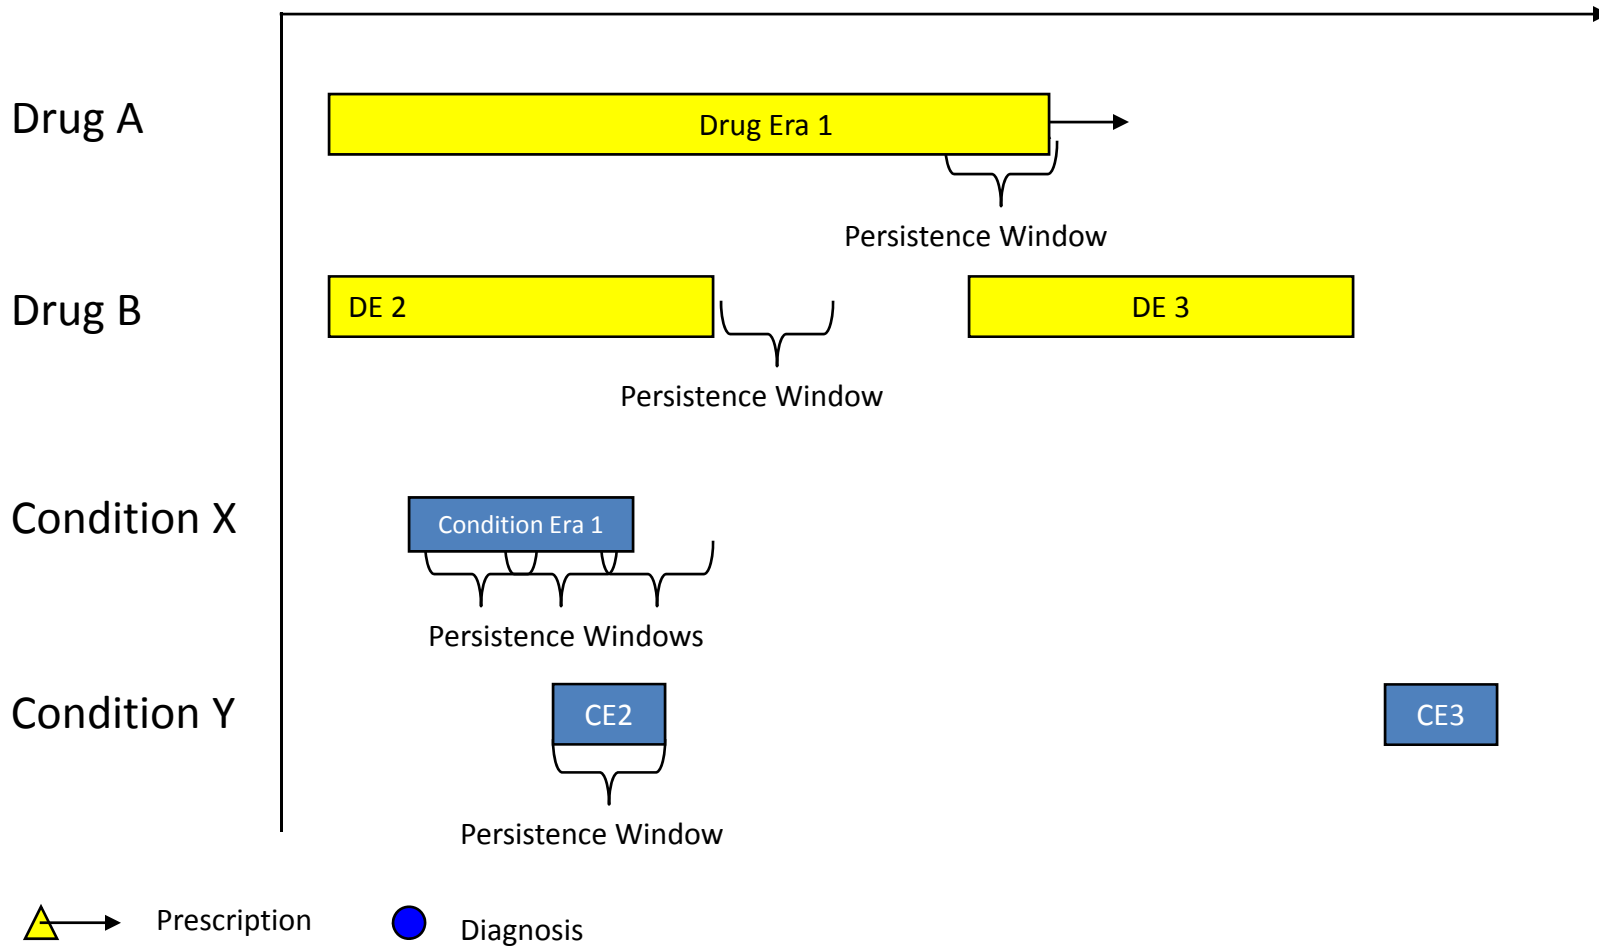 Drug A
Drug Era 1
Persistence Window
Drug B
DE 2
DE 3
Persistence Window
Condition X
Condition Era 1
Persistence Windows
Condition Y
CE2
CE3
Persistence Window
Prescription
Diagnosis